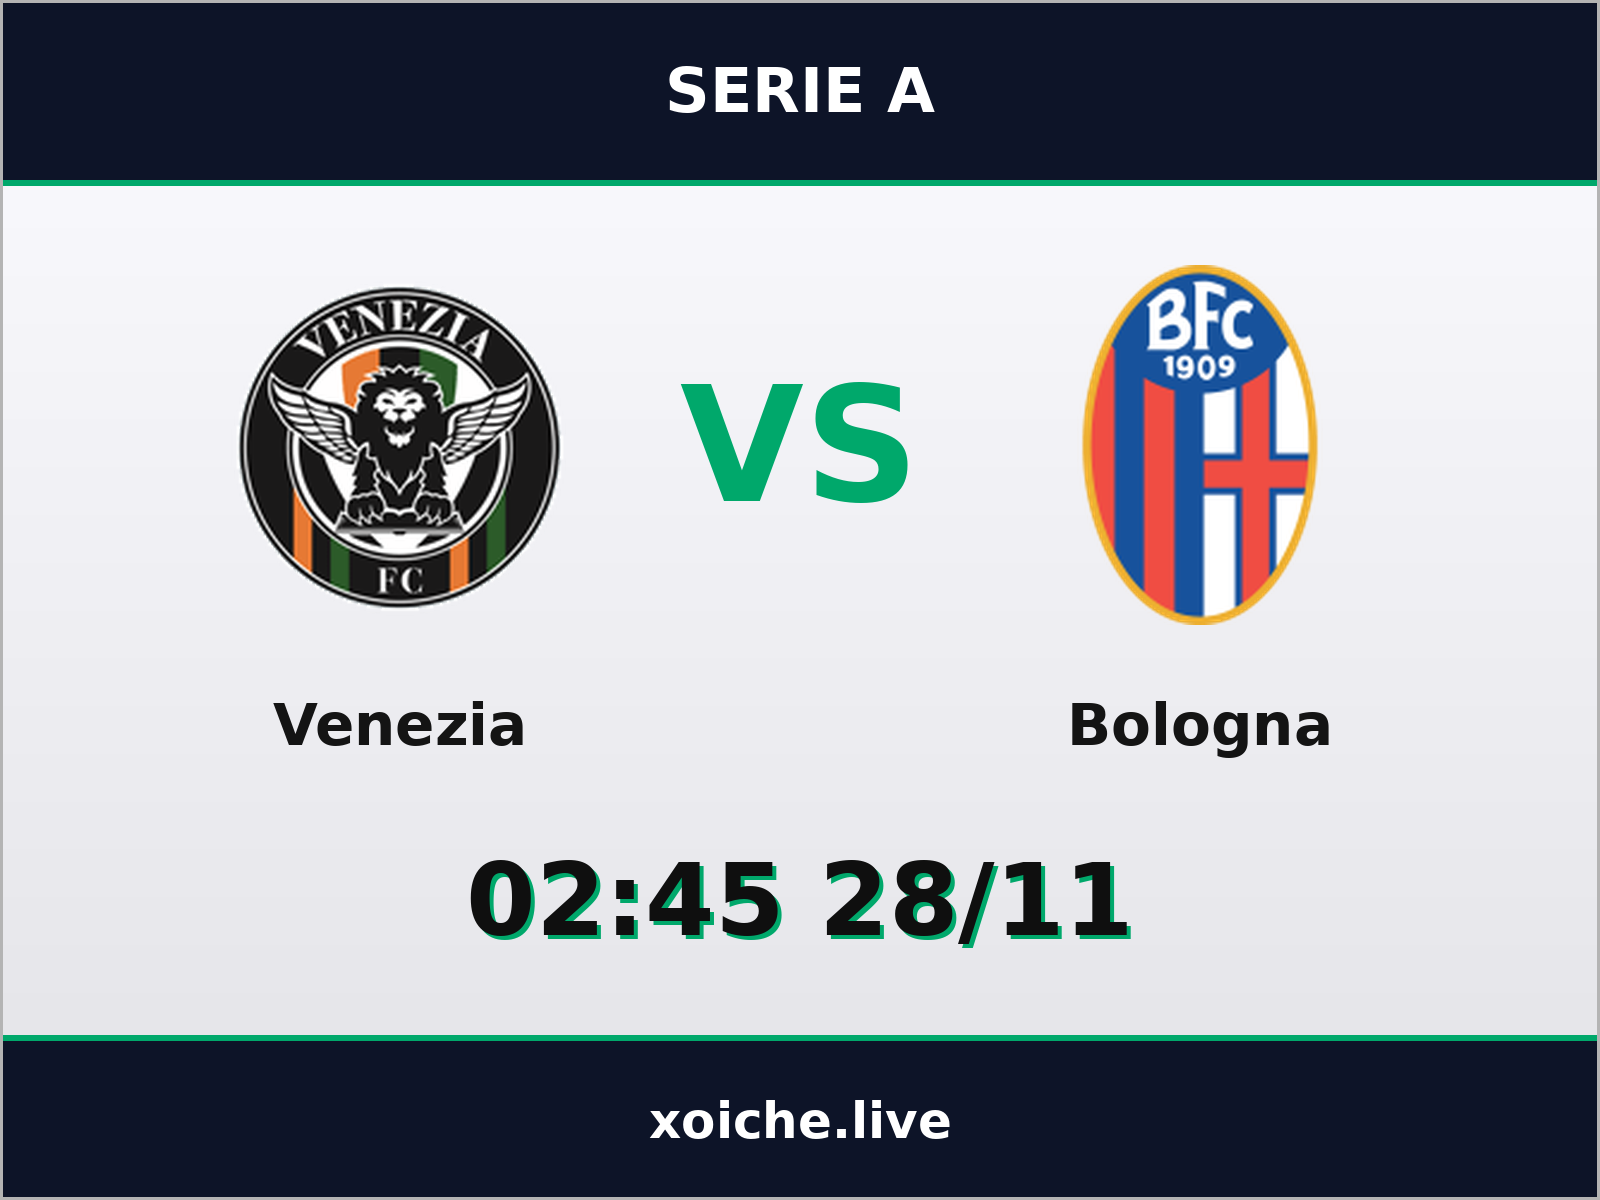 SERIE A
VENEZIA
FC
VS
BFC
1909
Venezia
Bologna
02:45 28/11
xoiche.live